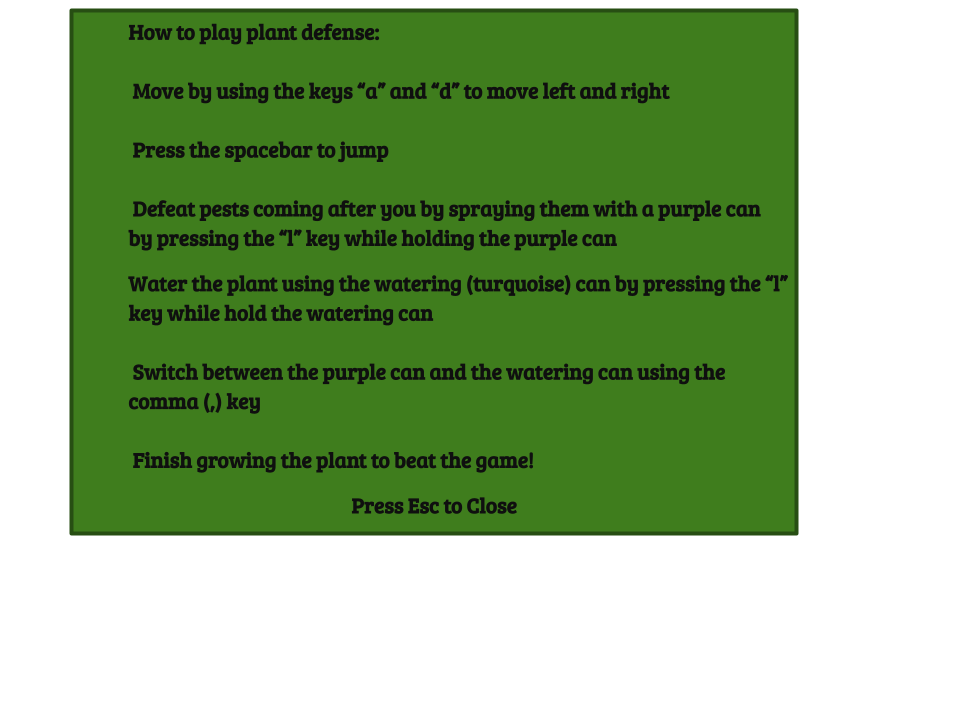 How to play plant defense:
Move by using the keys “a” and “d” to move left and right
Press the spacebar to jump
Defeat pests coming after you by spraying them with a purple can
by pressing the “l” key while holding the purple can
Water the plant using the watering (turquoise) can by pressing the “l”
key while hold the watering can
Switch between the purple can and the watering can using the
comma (,) key
Finish growing the plant to beat the game!
Press Esc to Close